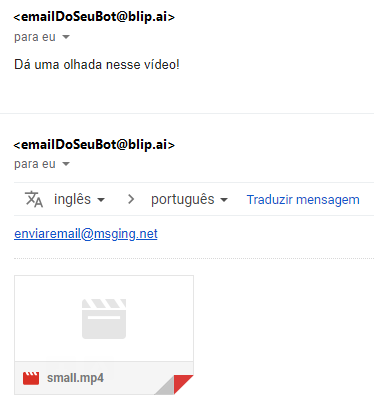 <emailDoSeuBot@blip.ai>
para eu
Dá uma olhada nesse vídeo!
<emailDoSeuBot@blip.ai>
para eu
inglês > português Traduzir mensagem
enviaremail@msging.net
small.mp4